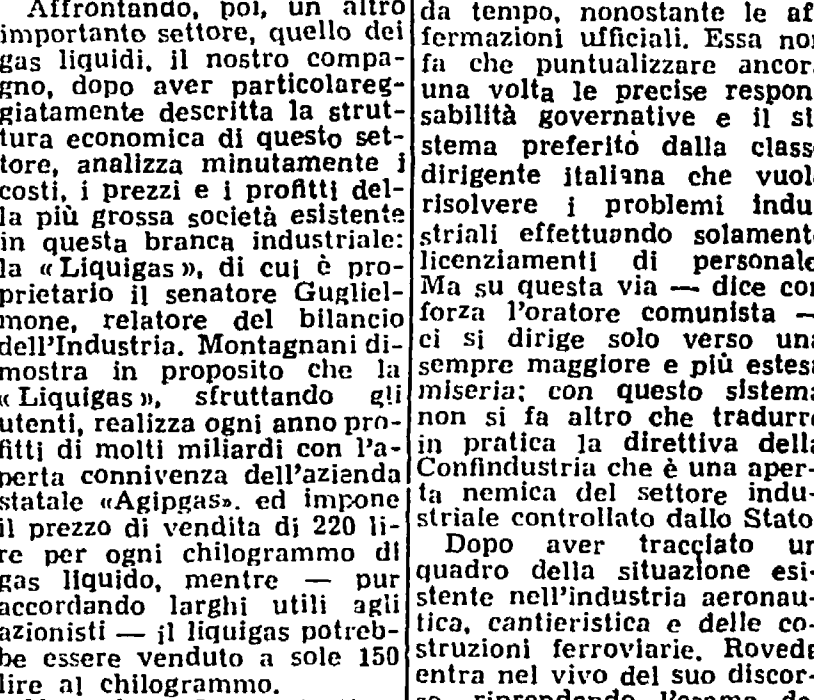 Affrontando, poi, un altro
importante settore, quello dei
gas liquidi, il nostro compa-
gno, dopo aver particolareg-
giatamente descritta la strut-
tura economica di questo set-
tore, analizza minutamente i
costi, i prezzi e i profitti del-
la più grossa società esistente
in questa branca industriale:
la « Liquigas », di cui è pro-
prietario il senatore Gugliel-
mone, relatore del bilancio
dell'Industria. Montagnani di-
mostra in proposito che la
« Liquigas », sfruttando gli
utenti, realizza ogni anno pro-
fitti di molti miliardi con l'a-
perta connivenza dell'azienda
statale «Agipgas». ed impone
il prezzo di vendita di 220 li-
re per ogni chilogrammo di
gas liquido, mentre — pur
accordando larghi utili agli
azionisti — il liquigas potreb-
be essere venduto a sole 150
lire al chilogrammo.
da tempo, nonostante le af
fermazioni ufficiali. Essa no
fa che puntualizzare ancor
una volta le precise respon
sabilità governative e il si
stema preferito dalla class
dirigente italiana che vuol
risolvere i problemi indu
striali effettuando solament
licenziamenti di personale
Ma su questa via — dice con
forza l'oratore comunista —
ci si dirige solo verso una
sempre maggiore e più estes
miseria; con questo sistema
non si fa altro che tradurre
in pratica la direttiva della
Confindustria che è una aper-
ta nemica del settore indu-
striale controllato dallo Stato
Dopo aver tracciato un
quadro della situazione esi-
stente nell'industria aeronau-
tica, cantieristica e delle co-
struzioni ferroviarie. Roveda
entra nel vivo del suo discor-
so riprendendo l'esame de